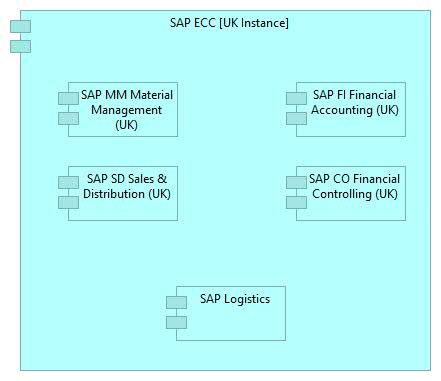 SAP ECC [UK Instance]
SAP MM Material
Management
(UK)
SAP FI Financial
Accounting (UK)
SAP SD Sales &
Distribution (UK)
SAP CO Financial
Controlling (UK)
SAP Logistics